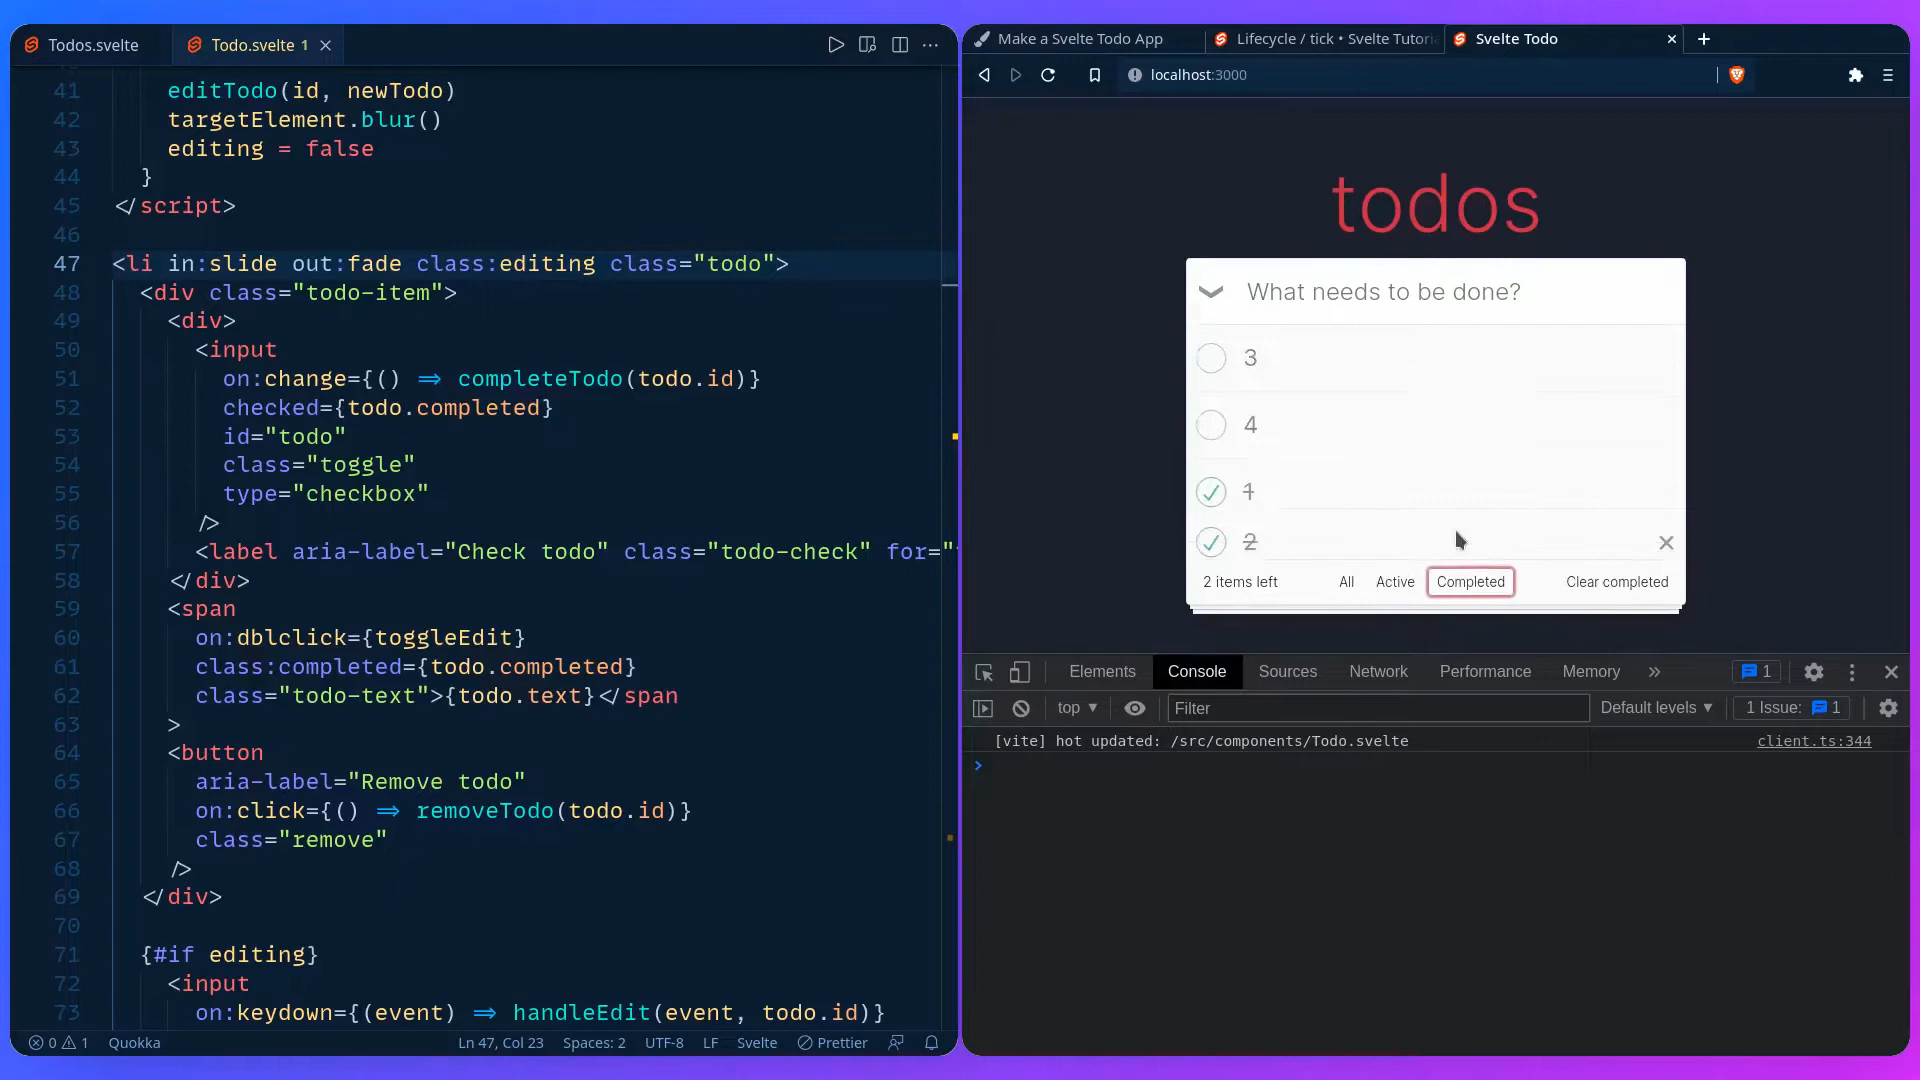 Todos.svelte
Todo.svelte 1
41 editTodo(id, newTodo)
42 targetElement.blur()
43 editing = false
44 }
45 </script>
46
47 <li in:slide out:fade class:editing class="todo">
48 <div class="todo-item">
49 <div>
50 <input
51 on:change={() => completeTodo(todo.id)}
52 checked={todo.completed}
53 id="todo"
54 class="toggle"
55 type="checkbox"
56 />
57 <label aria-label="Check todo" class="todo-check" for="
58 </div>
59 <span
60 on:dblclick={toggleEdit}
61 class:completed={todo.completed}
62 class="todo-text">{todo.text}</span
63 >
64 <button
65 aria-label="Remove todo"
66 on:click={() => removeTodo(todo.id)}
67 class="remove"
68 />
69 </div>
70
71 {#if editing}
72 <input
73 on:keydown={(event) => handleEdit(event, todo.id)}
0 1 Quokka Ln 47, Col 23 Spaces: 2 UTF-8 LF Svelte Prettier
Make a Svelte Todo App
Lifecycle / tick • Svelte Tutori
Svelte Todo
localhost:3000
todos
What needs to be done?
3
4
1
2
2 items left All Active Completed Clear completed
Elements Console Sources Network Performance Memory 1
top Filter Default levels 1 Issue: 1
[vite] hot updated: /src/components/Todo.svelte client.ts:344